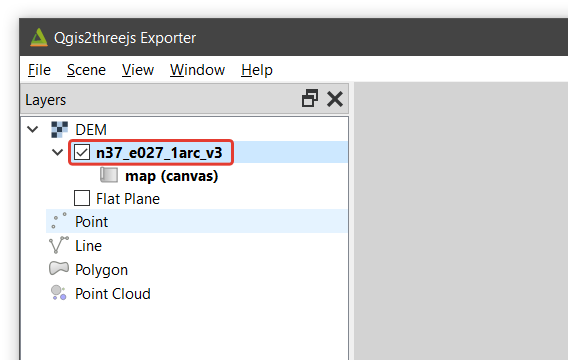 Qgis2threejs Exporter
File Scene View Window Help
Layers
DEM
n37_e027_1arc_v3
map (canvas)
Flat Plane
Point
Line
Polygon
Point Cloud